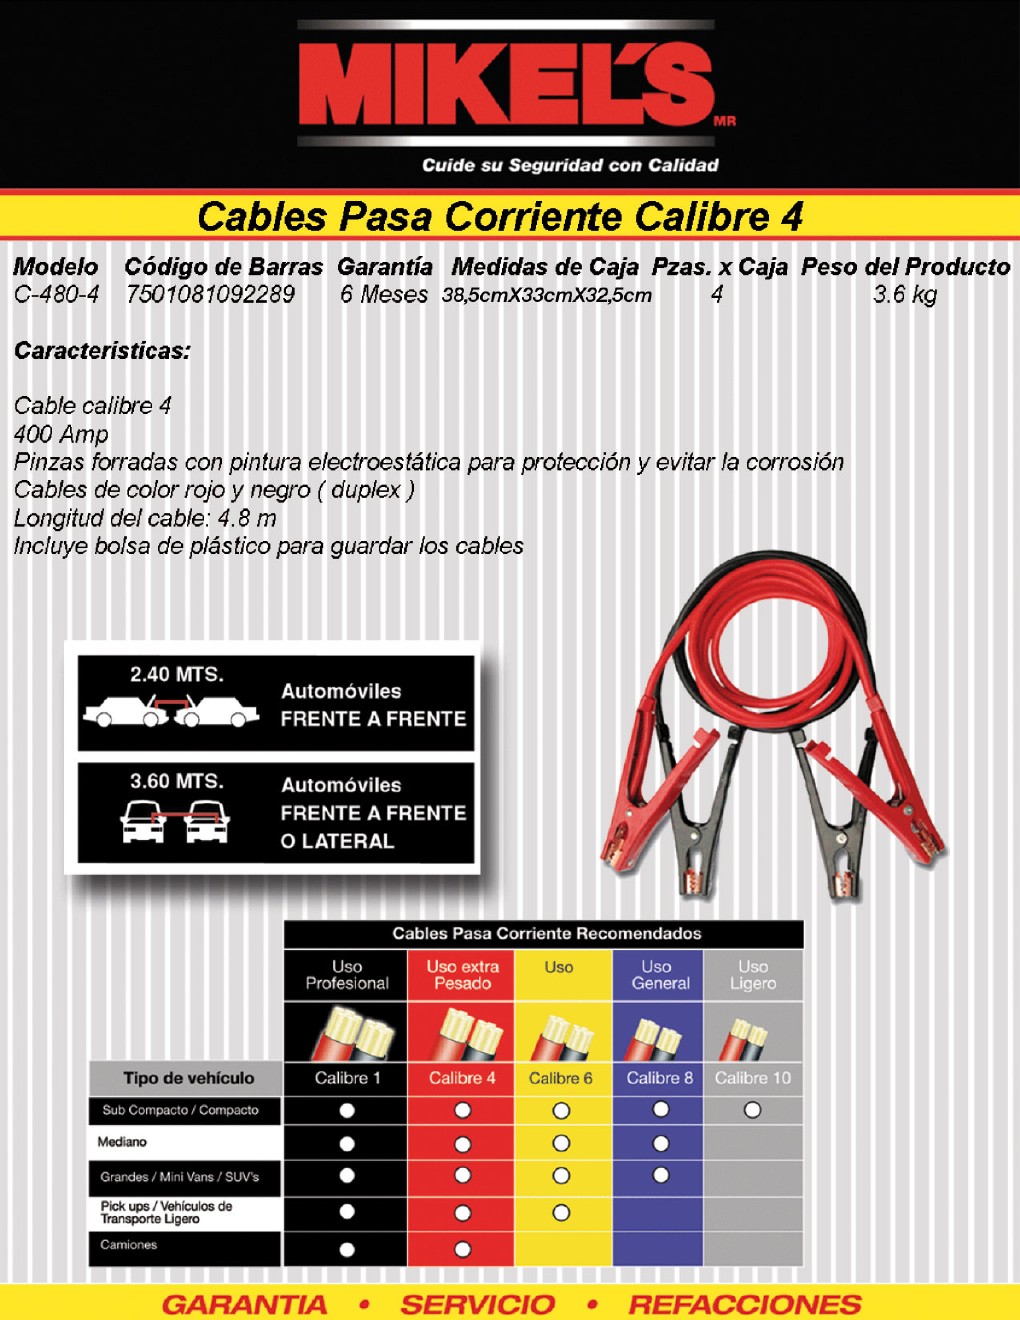 MIKEL'S
MR
Cuide su Seguridad con Calidad
Cables Pasa Corriente Calibre 4
Modelo Código de Barras Garantía Medidas de Caja Pzas. x Caja Peso del Producto
C-480-4 7501081092289 6 Meses 38,5cmX33cmX32,5cm 4 3.6 kg
Caracteristicas:
Cable calibre 4
400 Amp
Pinzas forradas con pintura electroestática para protección y evitar la corrosión
Cables de color rojo y negro ( duplex )
Longitud del cable: 4.8 m
Incluye bolsa de plástico para guardar los cables
2.40 MTS.
Automóviles
FRENTE A FRENTE
3.60 MTS.
Automóviles
FRENTE A FRENTE
O LATERAL
Cables Pasa Corriente Recomendados
Uso Profesional
Uso extra Pesado
Uso
Uso General
Uso Ligero
Tipo de vehículo Calibre 1 Calibre 4 Calibre 6 Calibre 8 Calibre 10
Sub Compacto / Compacto
Mediano
Grandes / Mini Vans / SUV's
Pick ups / Vehículos de
Transporte Ligero
Camiones
GARANTIA • SERVICIO • REFACCIONES